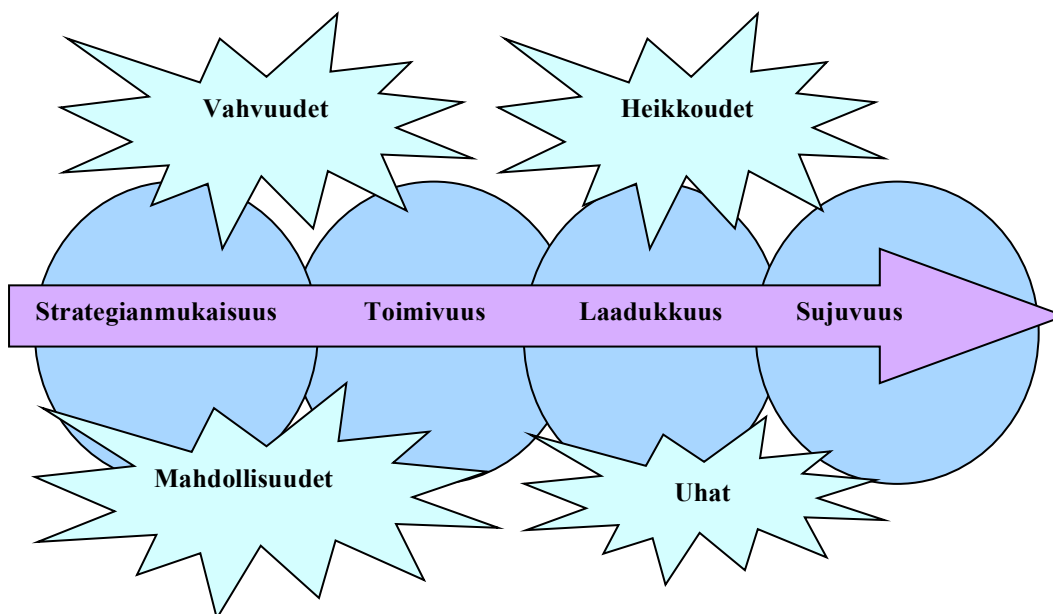 Vahvuudet
Heikkoudet
Strategianmukaisuus Toimivuus Laadukkuus Sujuvuus
Mahdollisuudet
Uhat